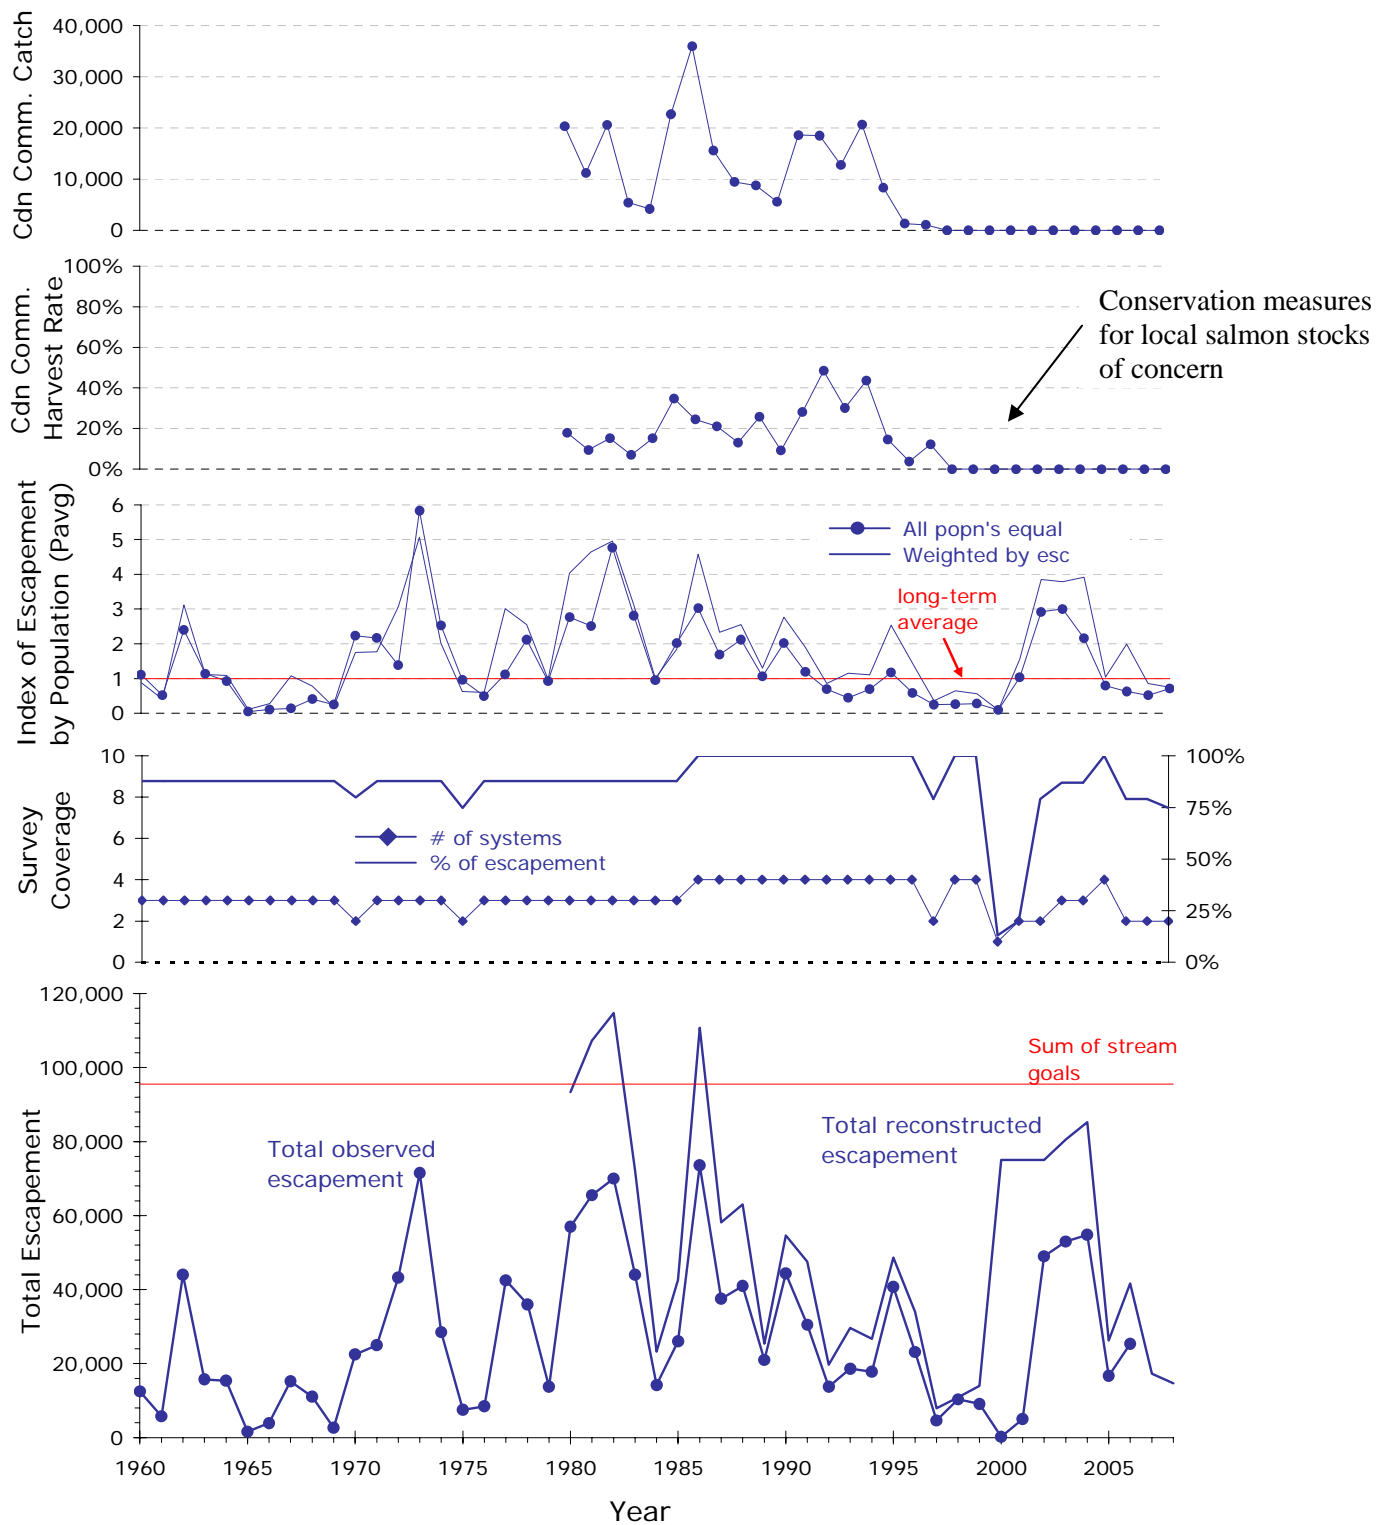 Cdn Comm. Catch
40,000
30,000
20,000
10,000
0
Cdn Comm.
Harvest Rate
100%
80%
60%
40%
20%
0%
Conservation measures
for local salmon stocks
of concern
Index of Escapement
by Population (Pavg)
6
5
4
3
2
1
0
All popn's equal
Weighted by esc
long-term
average
Survey
Coverage
10
8
6
4
2
0
# of systems
% of escapement
100%
75%
50%
25%
0%
Total Escapement
120,000
100,000
80,000
60,000
40,000
20,000
0
Sum of stream
goals
Total observed
escapement
Total reconstructed
escapement
1960 1965 1970 1975 1980 1985 1990 1995 2000 2005
Year